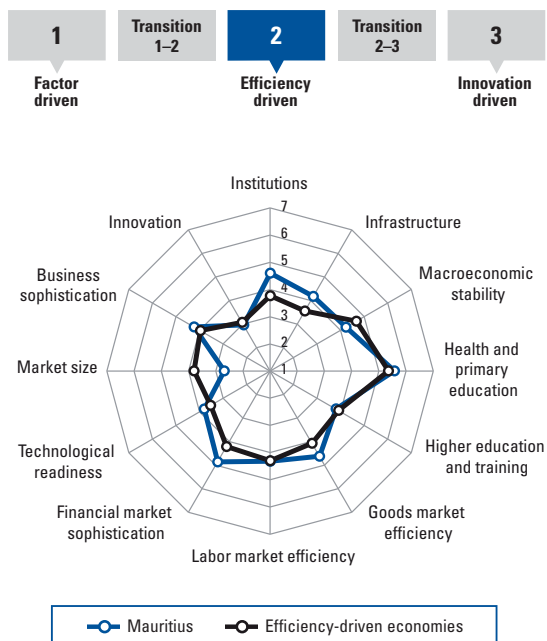 1
Transition
1–2
2
Transition
2–3
3
Factor
driven
Efficiency
driven
Innovation
driven
Institutions
7
Innovation
Infrastructure
6
5
Business
sophistication
Macroeconomic
stability
4
3
2
Market size
1
Health and
primary
education
Technological
readiness
Higher education
and training
Financial market
sophistication
Goods market
efficiency
Labor market efficiency
Mauritius
Efficiency-driven economies